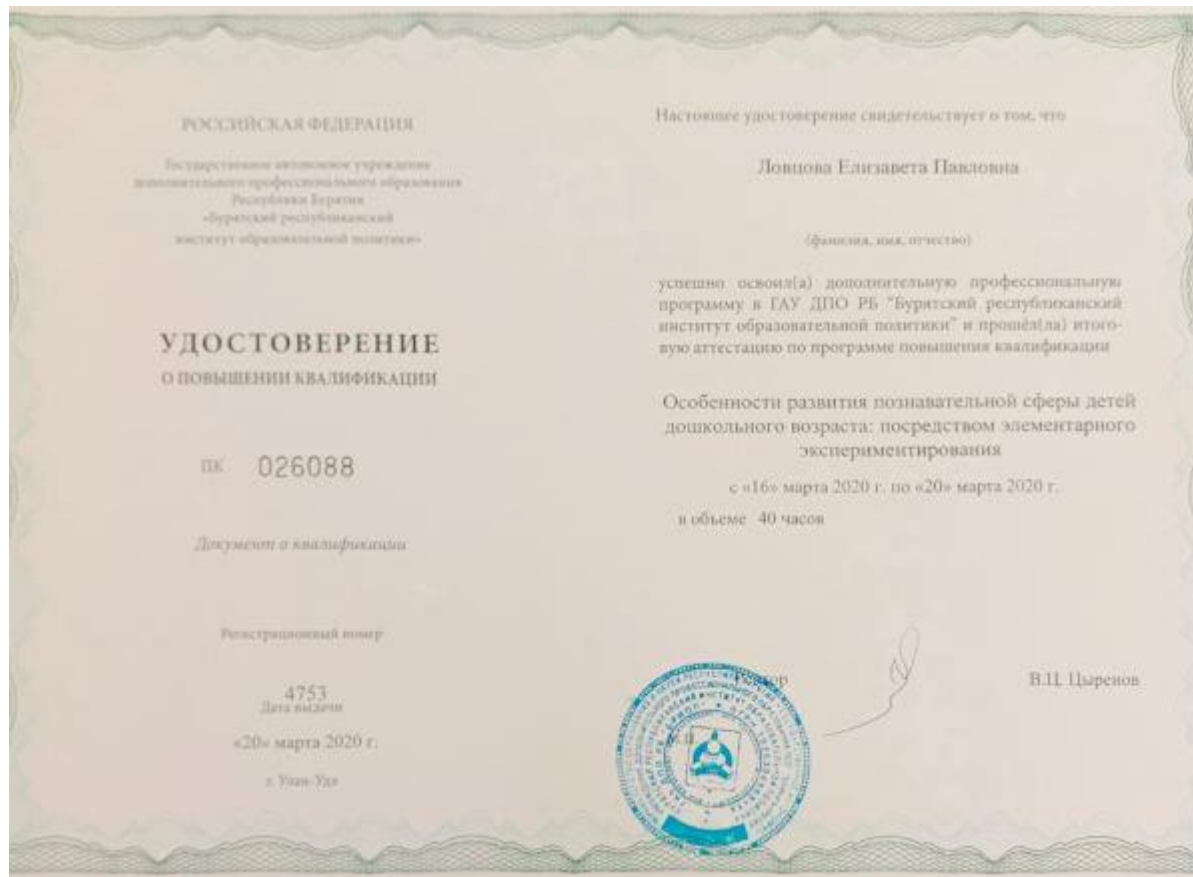 РОССИЙСКАЯ ФЕДЕРАЦИЯ
Государственное автономное учреждение
дополнительного профессионального образования
Республики Бурятия
«Бурятский республиканский
институт образовательной политики»
УДОСТОВЕРЕНИЕ
О ПОВЫШЕНИИ КВАЛИФИКАЦИИ
ПК 026088
Документ о квалификации
Регистрационный номер
4753
Дата выдачи
«20» марта 2020 г.
г. Улан-Удэ
Настоящее удостоверение свидетельствует о том, что
Ловцова Елизавета Павловна
(фамилия, имя, отчество)
успешно освоил(а) дополнительную профессиональную
программу в ГАУ ДПО РБ "Бурятский республиканский
институт образовательной политики" и прошёл(ла) итого-
вую аттестацию по программе повышения квалификации
Особенности развития познавательной сферы детей
дошкольного возраста: посредством элементарного
экспериментирования
с «16» марта 2020 г. по «20» марта 2020 г.
в объеме 40 часов
Ректор
В.Ц. Цыренов